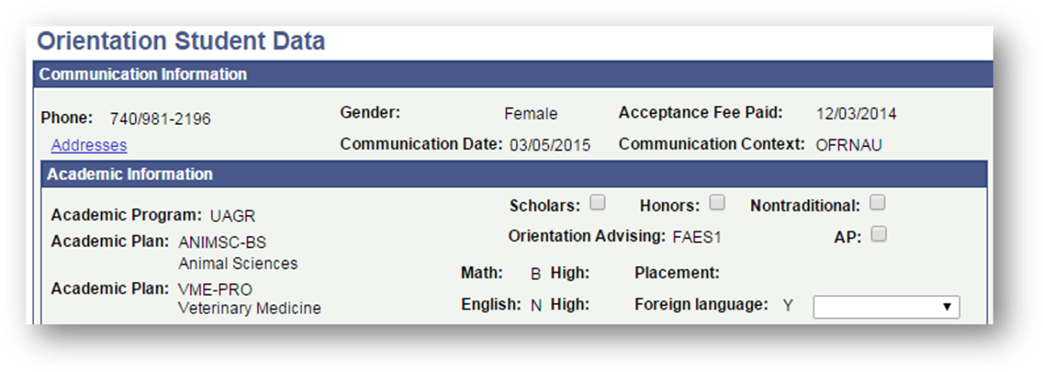 Orientation Student Data
Communication Information
Phone: 740/981-2196 Gender: Female Acceptance Fee Paid: 12/03/2014
Addresses Communication Date: 03/05/2015 Communication Context: OFRNAU
Academic Information
Scholars: Honors: Nontraditional:
Academic Program: UAGR
Orientation Advising: FAES1 AP:
Academic Plan: ANIMSC-BS
Animal Sciences
Math: B High: Placement:
Academic Plan: VME-PRO
English: N High: Foreign language: Y
Veterinary Medicine